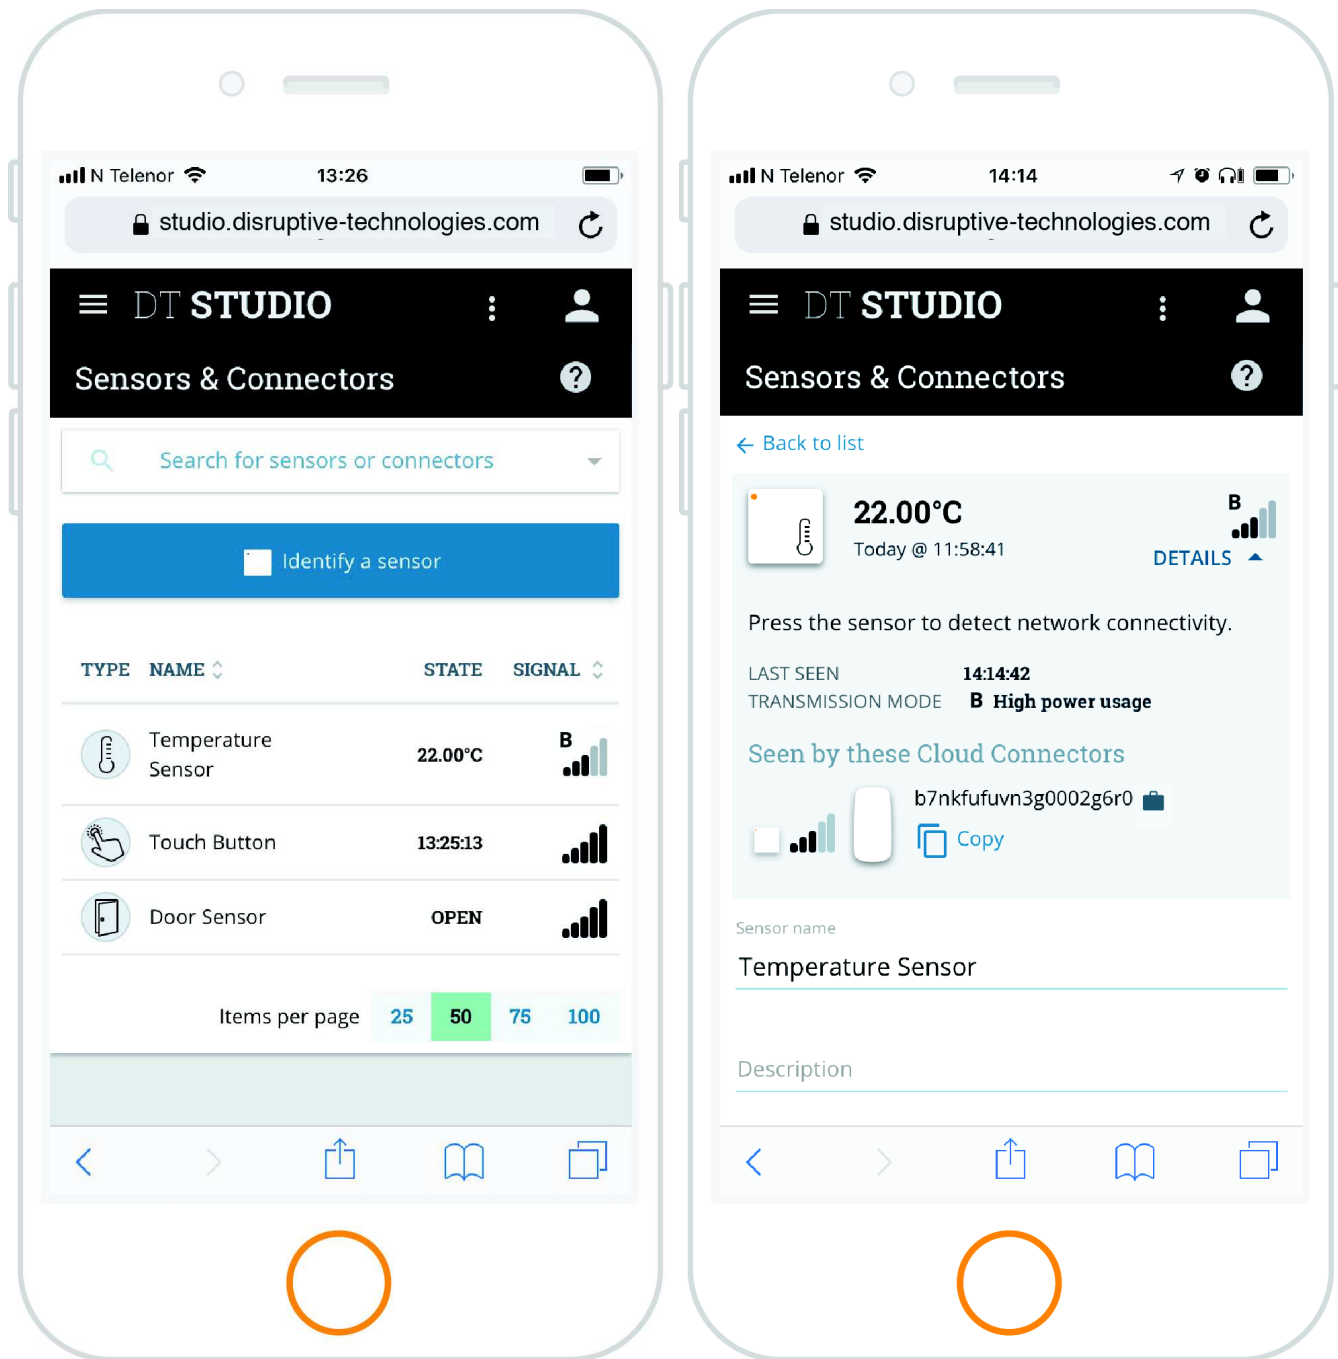 N Telenor 13:26
studio.disruptive-technologies.com
DT STUDIO
Sensors & Connectors ?
Search for sensors or connectors
Identify a sensor
TYPE NAME STATE SIGNAL
Temperature
Sensor 22.00°C B
Touch Button 13:25:13
Door Sensor OPEN
Items per page 25 50 75 100
N Telenor 14:14
studio.disruptive-technologies.com
DT STUDIO
Sensors & Connectors ?
← Back to list
22.00°C B
Today @ 11:58:41
DETAILS
Press the sensor to detect network connectivity.
LAST SEEN 14:14:42
TRANSMISSION MODE B High power usage
Seen by these Cloud Connectors
b7nkfufuvn3g0002g6r0
Copy
Sensor name
Temperature Sensor
Description